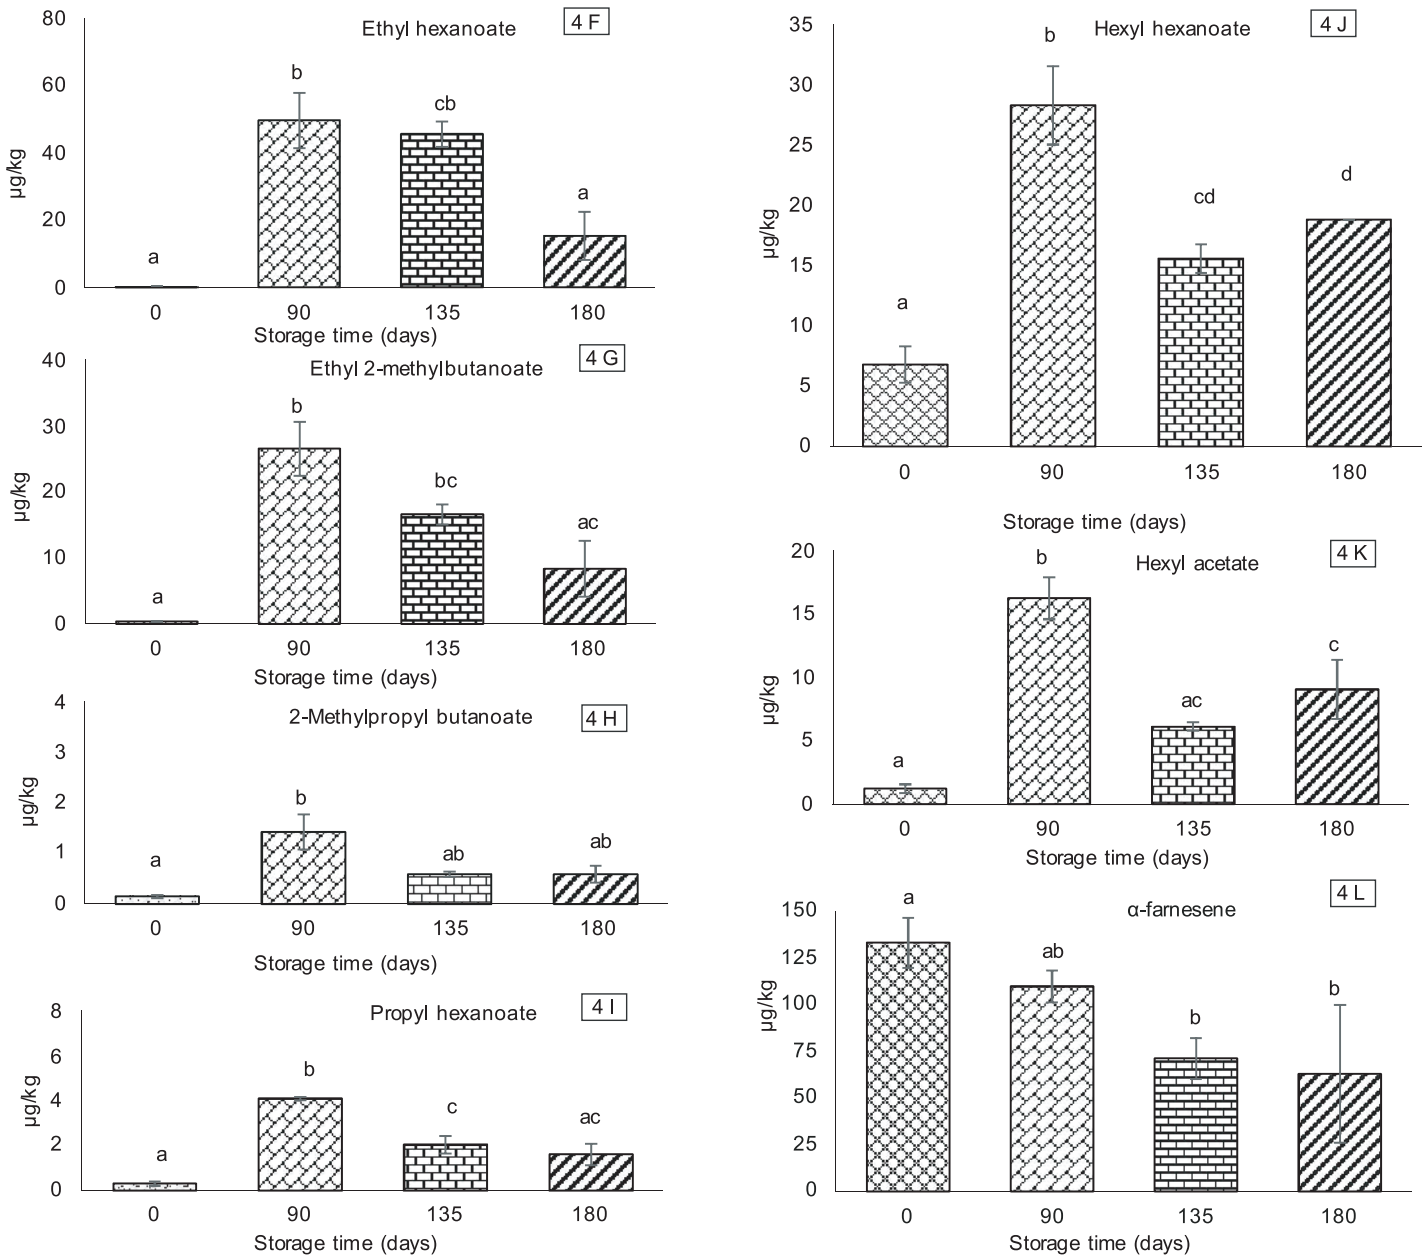 Ethyl hexanoate
4 F
80
60
40
20
0
µg/kg
b
cb
a
a
0 90 135 180
Storage time (days)
Ethyl 2-methylbutanoate
4 G
40
30
20
10
0
µg/kg
b
bc
ac
a
0 90 135 180
Storage time (days)
2-Methylpropyl butanoate
4 H
4
3
2
1
0
µg/kg
a
b
ab
ab
0 90 135 180
Storage time (days)
Propyl hexanoate
4 I
8
6
4
2
0
µg/kg
a
b
c
ac
0 90 135 180
Storage time (days)
Hexyl hexanoate
4 J
35
30
25
20
15
10
5
0
µg/kg
a
b
cd
d
0 90 135 180
Storage time (days)
Hexyl acetate
4 K
20
15
10
5
0
µg/kg
a
b
ac
c
0 90 135 180
Storage time (days)
α-farnesene
4 L
150
125
100
75
50
25
0
µg/kg
a
ab
b
b
0 90 135 180
Storage time (days)